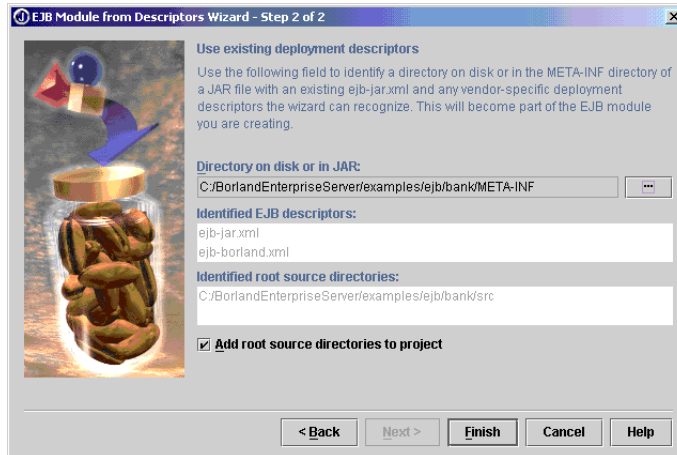 EJB Module from Descriptors Wizard - Step 2 of 2
Use existing deployment descriptors
Use the following field to identify a directory on disk or in the META-INF directory of
a JAR file with an existing ejb-jar.xml and any vendor-specific deployment
descriptors the wizard can recognize. This will become part of the EJB module
you are creating.
Directory on disk or in JAR:
C:/BorlandEnterpriseServer/examples/ejb/bank/META-INF
...
Identified EJB descriptors:
ejb-jar.xml
ejb-borland.xml
Identified root source directories:
C:/BorlandEnterpriseServer/examples/ejb/bank/src
Add root source directories to project
< Back Next > Finish Cancel Help